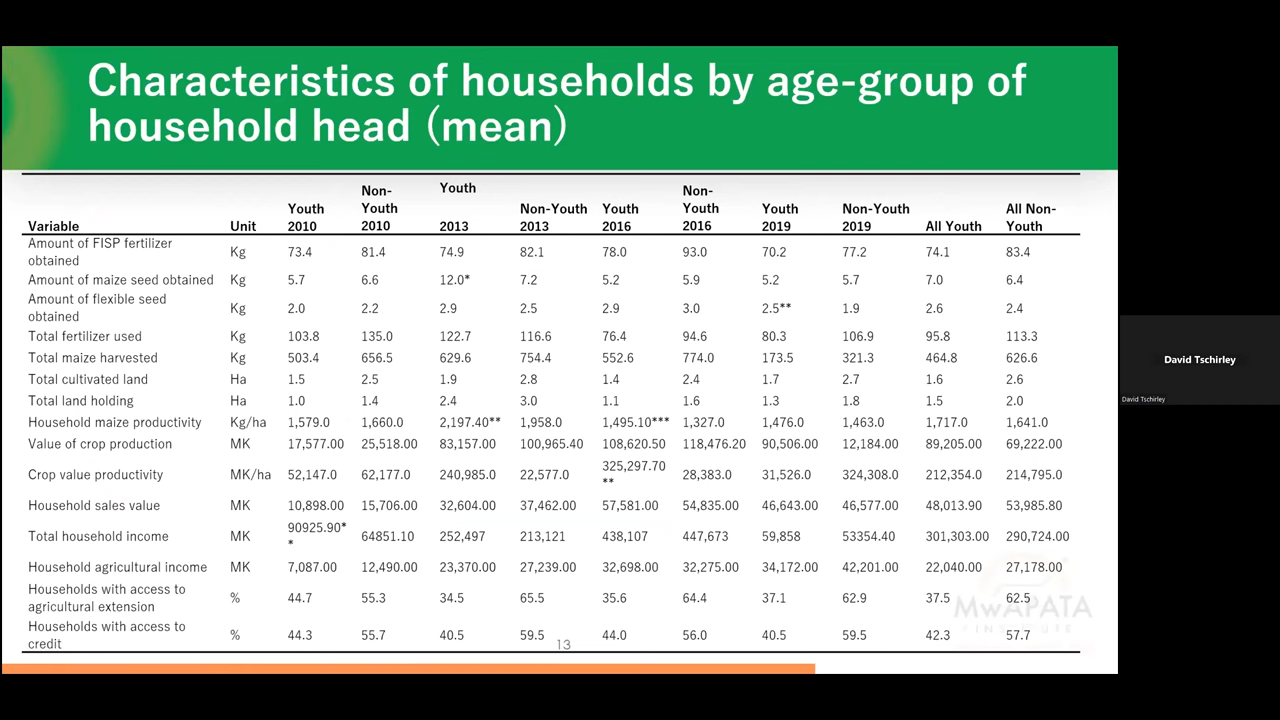 Characteristics of households by age-group of
household head (mean)
Variable Unit Youth 2010 Non-Youth 2010 Youth 2013 Non-Youth 2013 Youth 2016 Non-Youth 2016 Youth 2019 Non-Youth 2019 All Youth All Non-Youth
Amount of FISP fertilizer obtained Kg 73.4 81.4 74.9 82.1 78.0 93.0 70.2 77.2 74.1 83.4
Amount of maize seed obtained Kg 5.7 6.6 12.0* 7.2 5.2 5.9 5.2 5.7 7.0 6.4
Amount of flexible seed obtained Kg 2.0 2.2 2.9 2.5 2.9 3.0 2.5** 1.9 2.6 2.4
Total fertilizer used Kg 103.8 135.0 122.7 116.6 76.4 94.6 80.3 106.9 95.8 113.3
Total maize harvested Kg 503.4 656.5 629.6 754.4 552.6 774.0 173.5 321.3 464.8 626.6
Total cultivated land Ha 1.5 2.5 1.9 2.8 1.4 2.4 1.7 2.7 1.6 2.6
Total land holding Ha 1.0 1.4 2.4 3.0 1.1 1.6 1.3 1.8 1.5 2.0
Household maize productivity Kg/ha 1,579.0 1,660.0 2,197.40** 1,958.0 1,495.10*** 1,327.0 1,476.0 1,463.0 1,717.0 1,641.0
Value of crop production MK 17,577.00 25,518.00 83,157.00 100,965.40 108,620.50 118,476.20 90,506.00 12,184.00 89,205.00 69,222.00
Crop value productivity MK/ha 52,147.0 62,177.0 240,985.0 22,577.0 325,297.70** 28,383.0 31,526.0 324,308.0 212,354.0 214,795.0
Household sales value MK 10,898.00 15,706.00 32,604.00 37,462.00 57,581.00 54,835.00 46,643.00 46,577.00 48,013.90 53,985.80
Total household income MK 90925.90** 64851.10 252,497 213,121 438,107 447,673 59,858 53354.40 301,303.00 290,724.00
Household agricultural income MK 7,087.00 12,490.00 23,370.00 27,239.00 32,698.00 32,275.00 34,172.00 42,201.00 22,040.00 27,178.00
Households with access to agricultural extension % 44.7 55.3 34.5 65.5 35.6 64.4 37.1 62.9 37.5 62.5
Households with access to credit % 44.3 55.7 40.5 59.5 44.0 56.0 40.5 59.5 42.3 57.7
13
MWAPATA
INSTITUTE
David Tschirley
David Tschirley